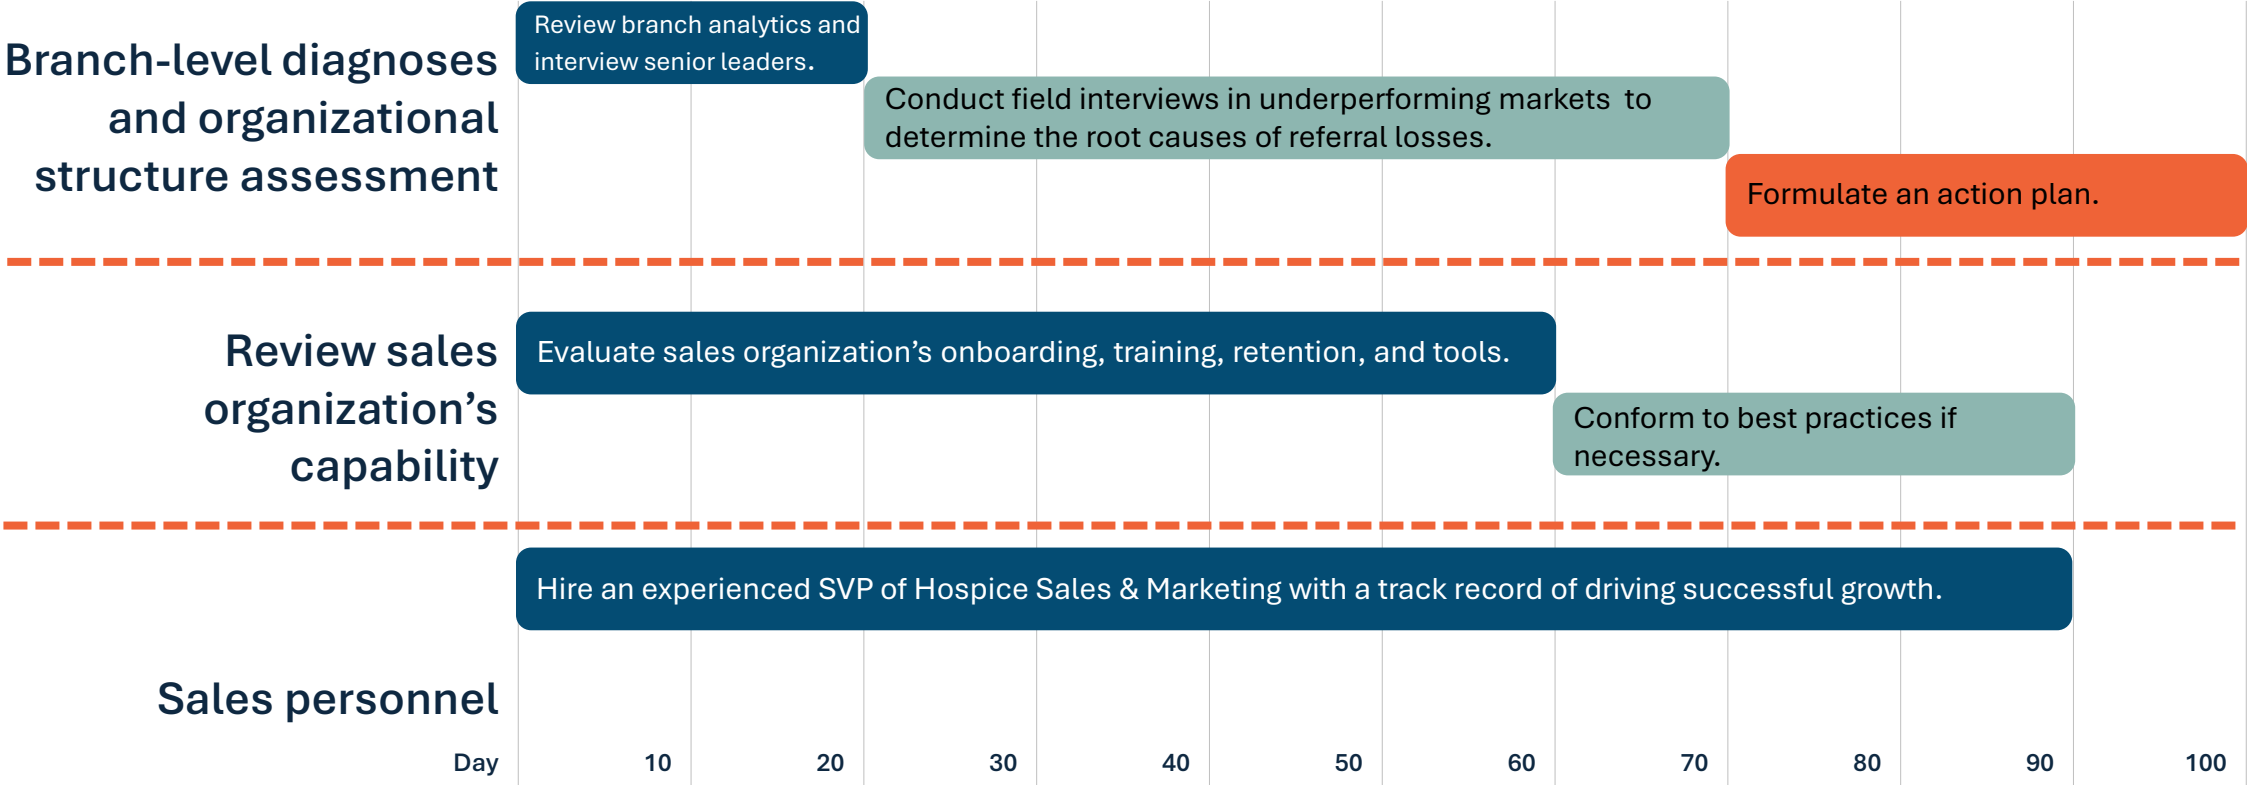 Branch-level diagnoses
and organizational
structure assessment
Review branch analytics and
interview senior leaders.
Conduct field interviews in underperforming markets  to
determine the root causes of referral losses.
Formulate an action plan.
Review sales
organization’s
capability
Evaluate sales organization’s onboarding, training, retention, and tools.
Conform to best practices if
necessary.
Hire an experienced SVP of Hospice Sales & Marketing with a track record of driving successful growth.
Sales personnel
Day 10 20 30 40 50 60 70 80 90 100